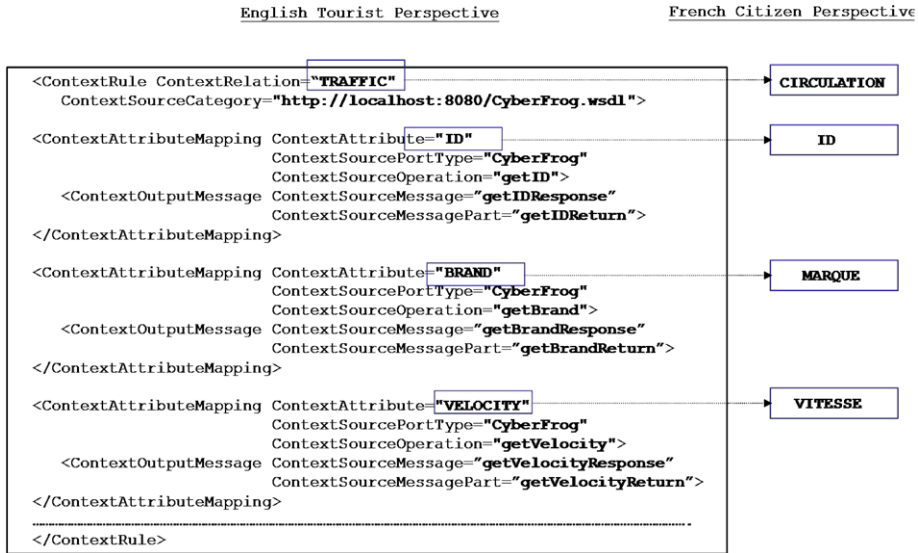 English Tourist Perspective French Citizen Perspective
<ContextRule ContextRelation=“TRAFFIC" CIRCULATION
ContextSourceCategory="http://localhost:8080/CyberFrog.wsdl">
<ContextAttributeMapping ContextAttribute="ID" ID
ContextSourcePortType="CyberFrog"
ContextSourceOperation="getID">
<ContextOutputMessage ContextSourceMessage=”getIDResponse”
ContextSourceMessagePart=”getIDReturn”>
</ContextAttributeMapping>
<ContextAttributeMapping ContextAttribute="BRAND" MARQUE
ContextSourcePortType="CyberFrog"
ContextSourceOperation="getBrand">
<ContextOutputMessage ContextSourceMessage=”getBrandResponse”
ContextSourceMessagePart=”getBrandReturn”>
</ContextAttributeMapping>
<ContextAttributeMapping ContextAttribute="VELOCITY" VITESSE
ContextSourcePortType="CyberFrog"
ContextSourceOperation="getVelocity">
<ContextOutputMessage ContextSourceMessage=”getVelocityResponse”
ContextSourceMessagePart=”getVelocityReturn”>
</ContextAttributeMapping>
</ContextRule>